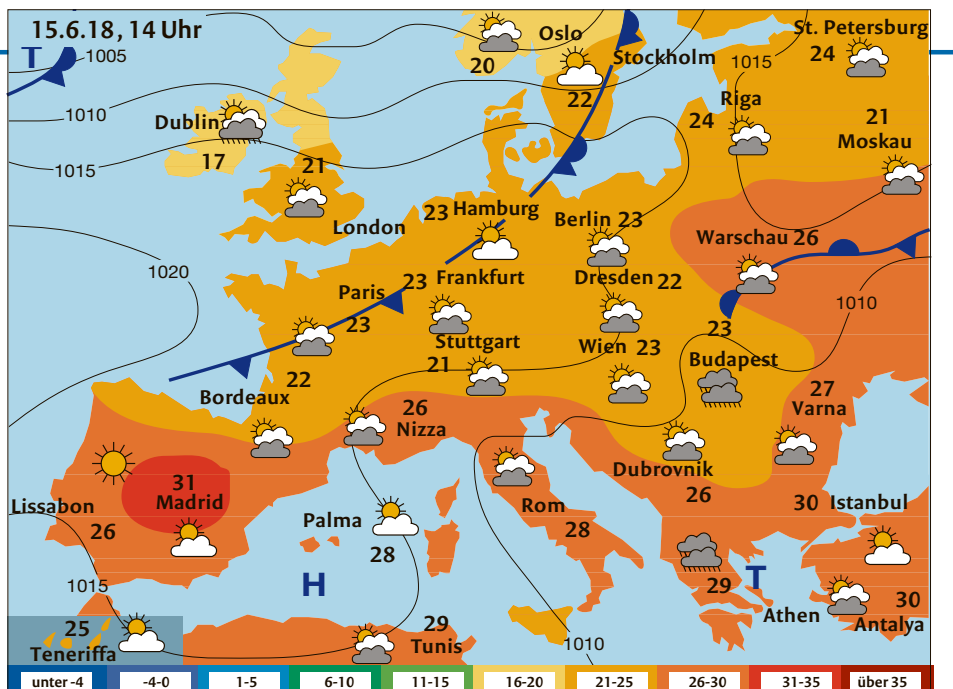 15.6.18, 14 Uhr
T
1005
1010
1015
Oslo
20
Stockholm
22
St. Petersburg
24
1015
Riga
24
21
Moskau
Dublin
17
21
London
23
Hamburg
Berlin 23
Warschau 26
1020
Paris
23
23
Frankfurt
Dresden 22
1010
23
Stuttgart
21
Wien 23
Budapest
22
Bordeaux
26
Nizza
27
Varna
31
Madrid
Lissabon
26
Palma
28
Rom
28
Dubrovnik
26
30
Istanbul
H
T
29
Athen
30
Antalya
1015
25
Teneriffa
29
Tunis
1010
unter -4
-4-0
1-5
6-10
11-15
16-20
21-25
26-30
31-35
über 35